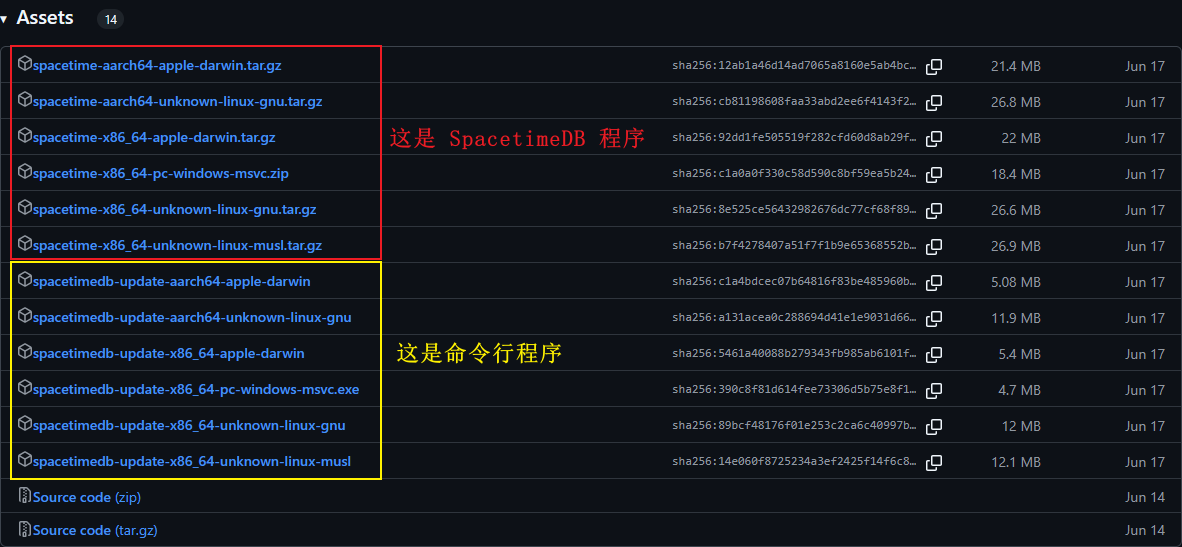 Assets 14
spacetime-aarch64-apple-darwin.tar.gz sha256:12ab1a46d14ad7065a8160e5ab4bc… 21.4 MB Jun 17
spacetime-aarch64-unknown-linux-gnu.tar.gz sha256:cb81198608faa33abd2ee6f4143f2… 26.8 MB Jun 17
spacetime-x86_64-apple-darwin.tar.gz 这是 SpacetimeDB 程序 sha256:92dd1fe505519f282cfd60d8ab29f… 22 MB Jun 17
spacetime-x86_64-pc-windows-msvc.zip sha256:c1a0a0f330c58d590c8bf59ea5b24… 18.4 MB Jun 17
spacetime-x86_64-unknown-linux-gnu.tar.gz sha256:8e525ce56432982676dc77cf68f89… 26.6 MB Jun 17
spacetime-x86_64-unknown-linux-musl.tar.gz sha256:b7f4278407a51f7f1b9e65368552b… 26.9 MB Jun 17
spacetimedb-update-aarch64-apple-darwin sha256:c1a4bdcec07b64816f83be485960b… 5.08 MB Jun 17
spacetimedb-update-aarch64-unknown-linux-gnu sha256:a131acea0c288694d41e1e9031d66… 11.9 MB Jun 17
spacetimedb-update-x86_64-apple-darwin 这是命令行程序 sha256:5461a40088b279343fb985ab6101f… 5.4 MB Jun 17
spacetimedb-update-x86_64-pc-windows-msvc.exe sha256:390c8f81d614fee73306d5b75e8f1… 4.7 MB Jun 17
spacetimedb-update-x86_64-unknown-linux-gnu sha256:89bcf48176f01e253c2ca6c40997b… 12 MB Jun 17
spacetimedb-update-x86_64-unknown-linux-musl sha256:14e060f8725234a3ef2425f14f6c8… 12.1 MB Jun 17
Source code (zip) Jun 14
Source code (tar.gz) Jun 14